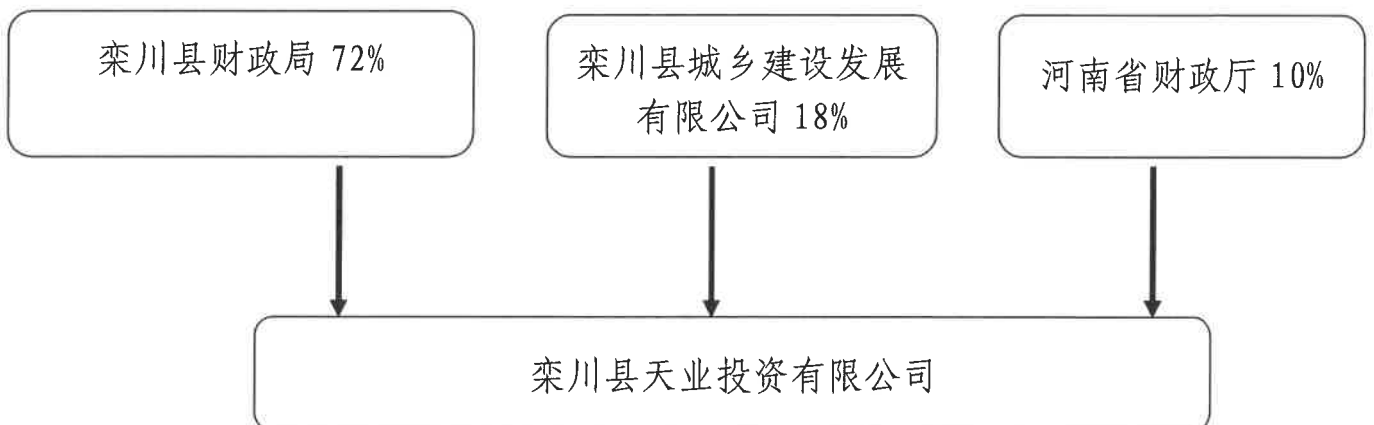 栾川县财政局 72%
栾川县城乡建设发展
有限公司 18%
河南省财政厅 10%
栾川县天业投资有限公司